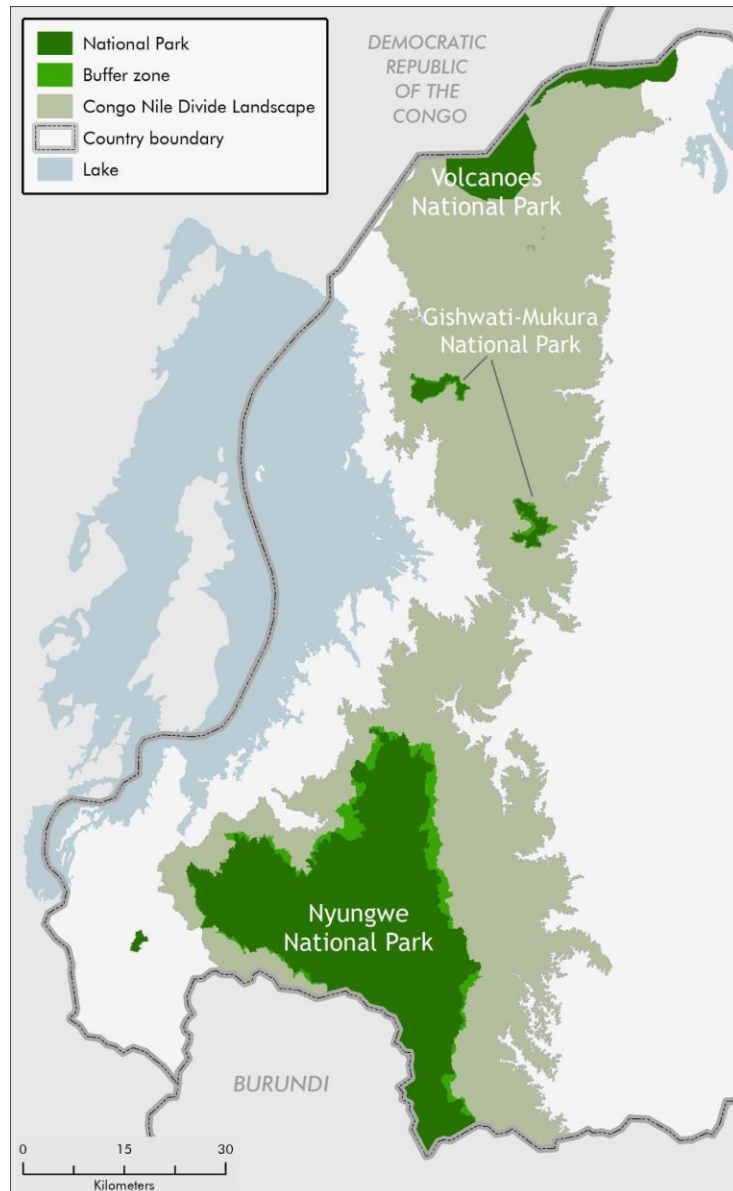 National Park
Buffer zone
Congo Nile Divide Landscape
Country boundary
Lake
DEMOCRATIC
REPUBLIC
OF THE
CONGO
Volcanoes
National Park
Gishwati-Mukura
National Park
Nyungwe
National Park
BURUNDI
0 15 30
Kilometers